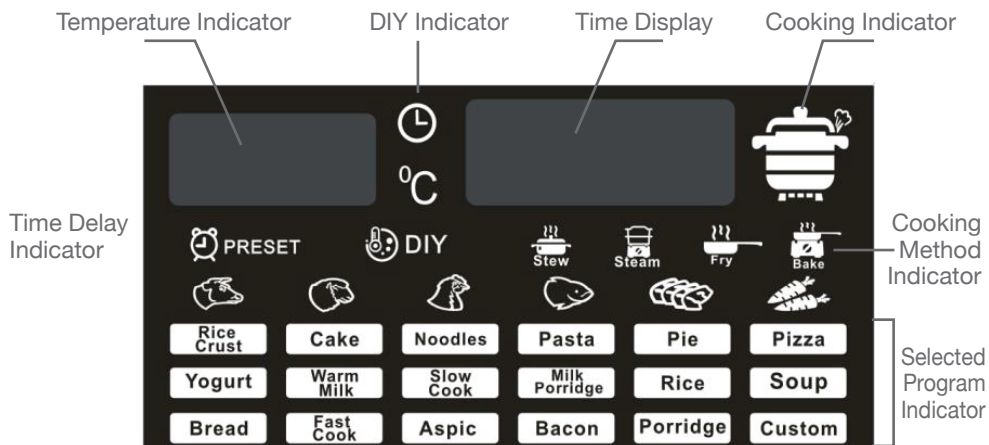 Temperature Indicator
DIY Indicator
Time Display
Cooking Indicator
°C
Time Delay
Indicator
PRESET
DIY
Stew
Steam
Fry
Bake
Cooking
Method
Indicator
Rice
Crust
Cake
Noodles
Pasta
Pie
Pizza
Yogurt
Warm
Milk
Slow
Cook
Milk
Porridge
Rice
Soup
Selected
Program
Indicator
Bread
Fast
Cook
Aspic
Bacon
Porridge
Custom